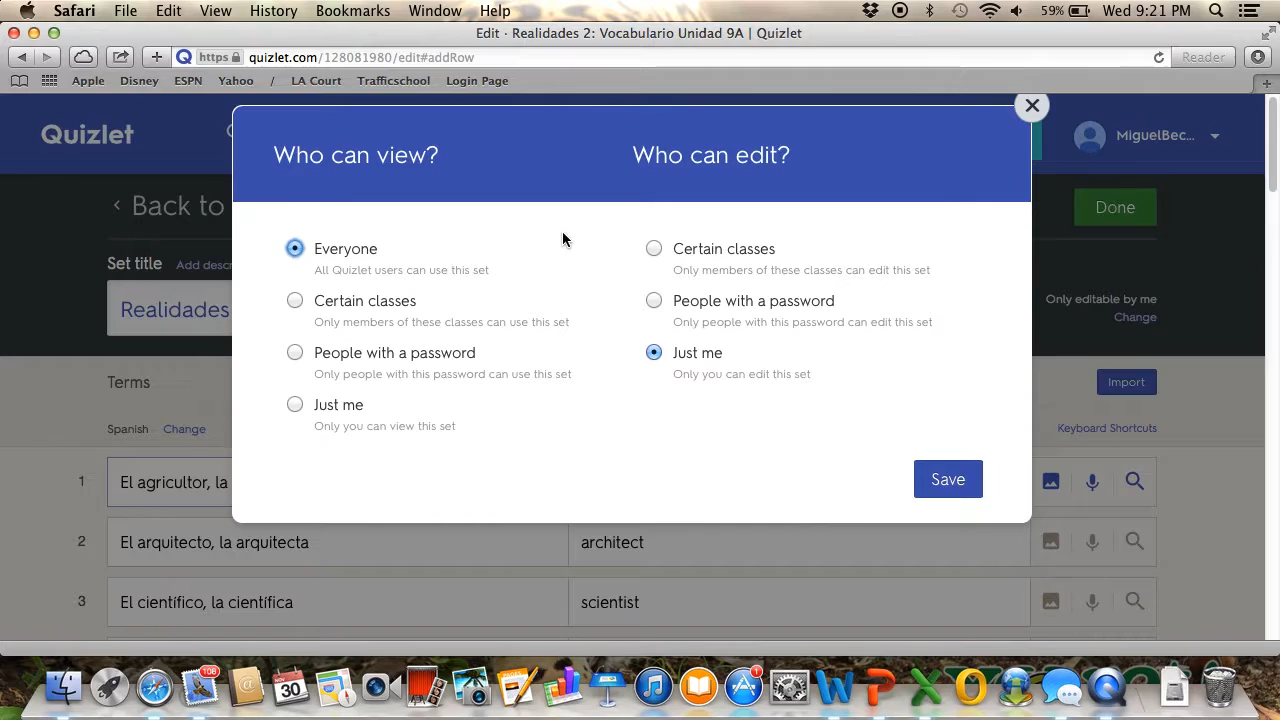 Safari File Edit View History Bookmarks Window Help 59% Wed 9:21 PM
Edit · Realidades 2: Vocabulario Unidad 9A | Quizlet
https quizlet.com/128081980/edit#addRow Reader
Apple Disney ESPN Yahoo / LA Court Trafficschool Login Page
Quizlet MiguelBec...
Who can view? Who can edit?
Back to Done
Everyone Certain classes
All Quizlet users can use this set Only members of these classes can edit this set
Set title Add descr
Certain classes People with a password Only editable by me
Realidades
Only members of these classes can use this set Only people with this password can edit this set Change
People with a password Just me
Only people with this password can use this set Only you can edit this set
Terms Import
Just me
Only you can view this set
Spanish Change Keyboard Shortcuts
1 El agricultor, la Save
2 El arquitecto, la arquitecta architect
3 El científico, la científica scientist
108 NOV 30 1